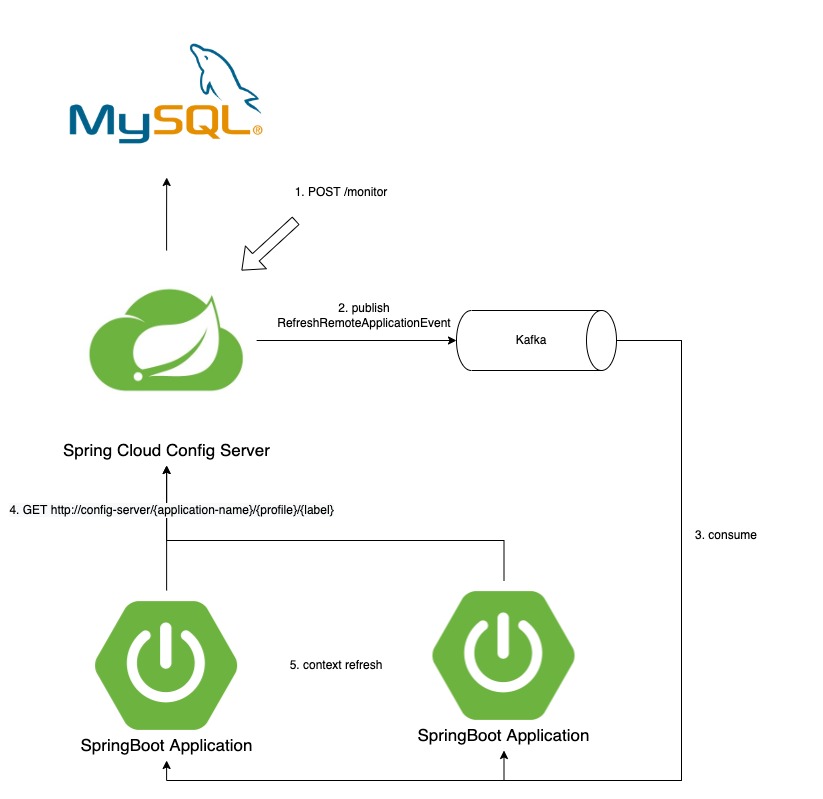 MySQL®
1. POST /monitor
2. publish
RefreshRemoteApplicationEvent
Kafka
Spring Cloud Config Server
4. GET http://config-server/{application-name}/{profile}/{label}
3. consume
5. context refresh
SpringBoot Application
SpringBoot Application